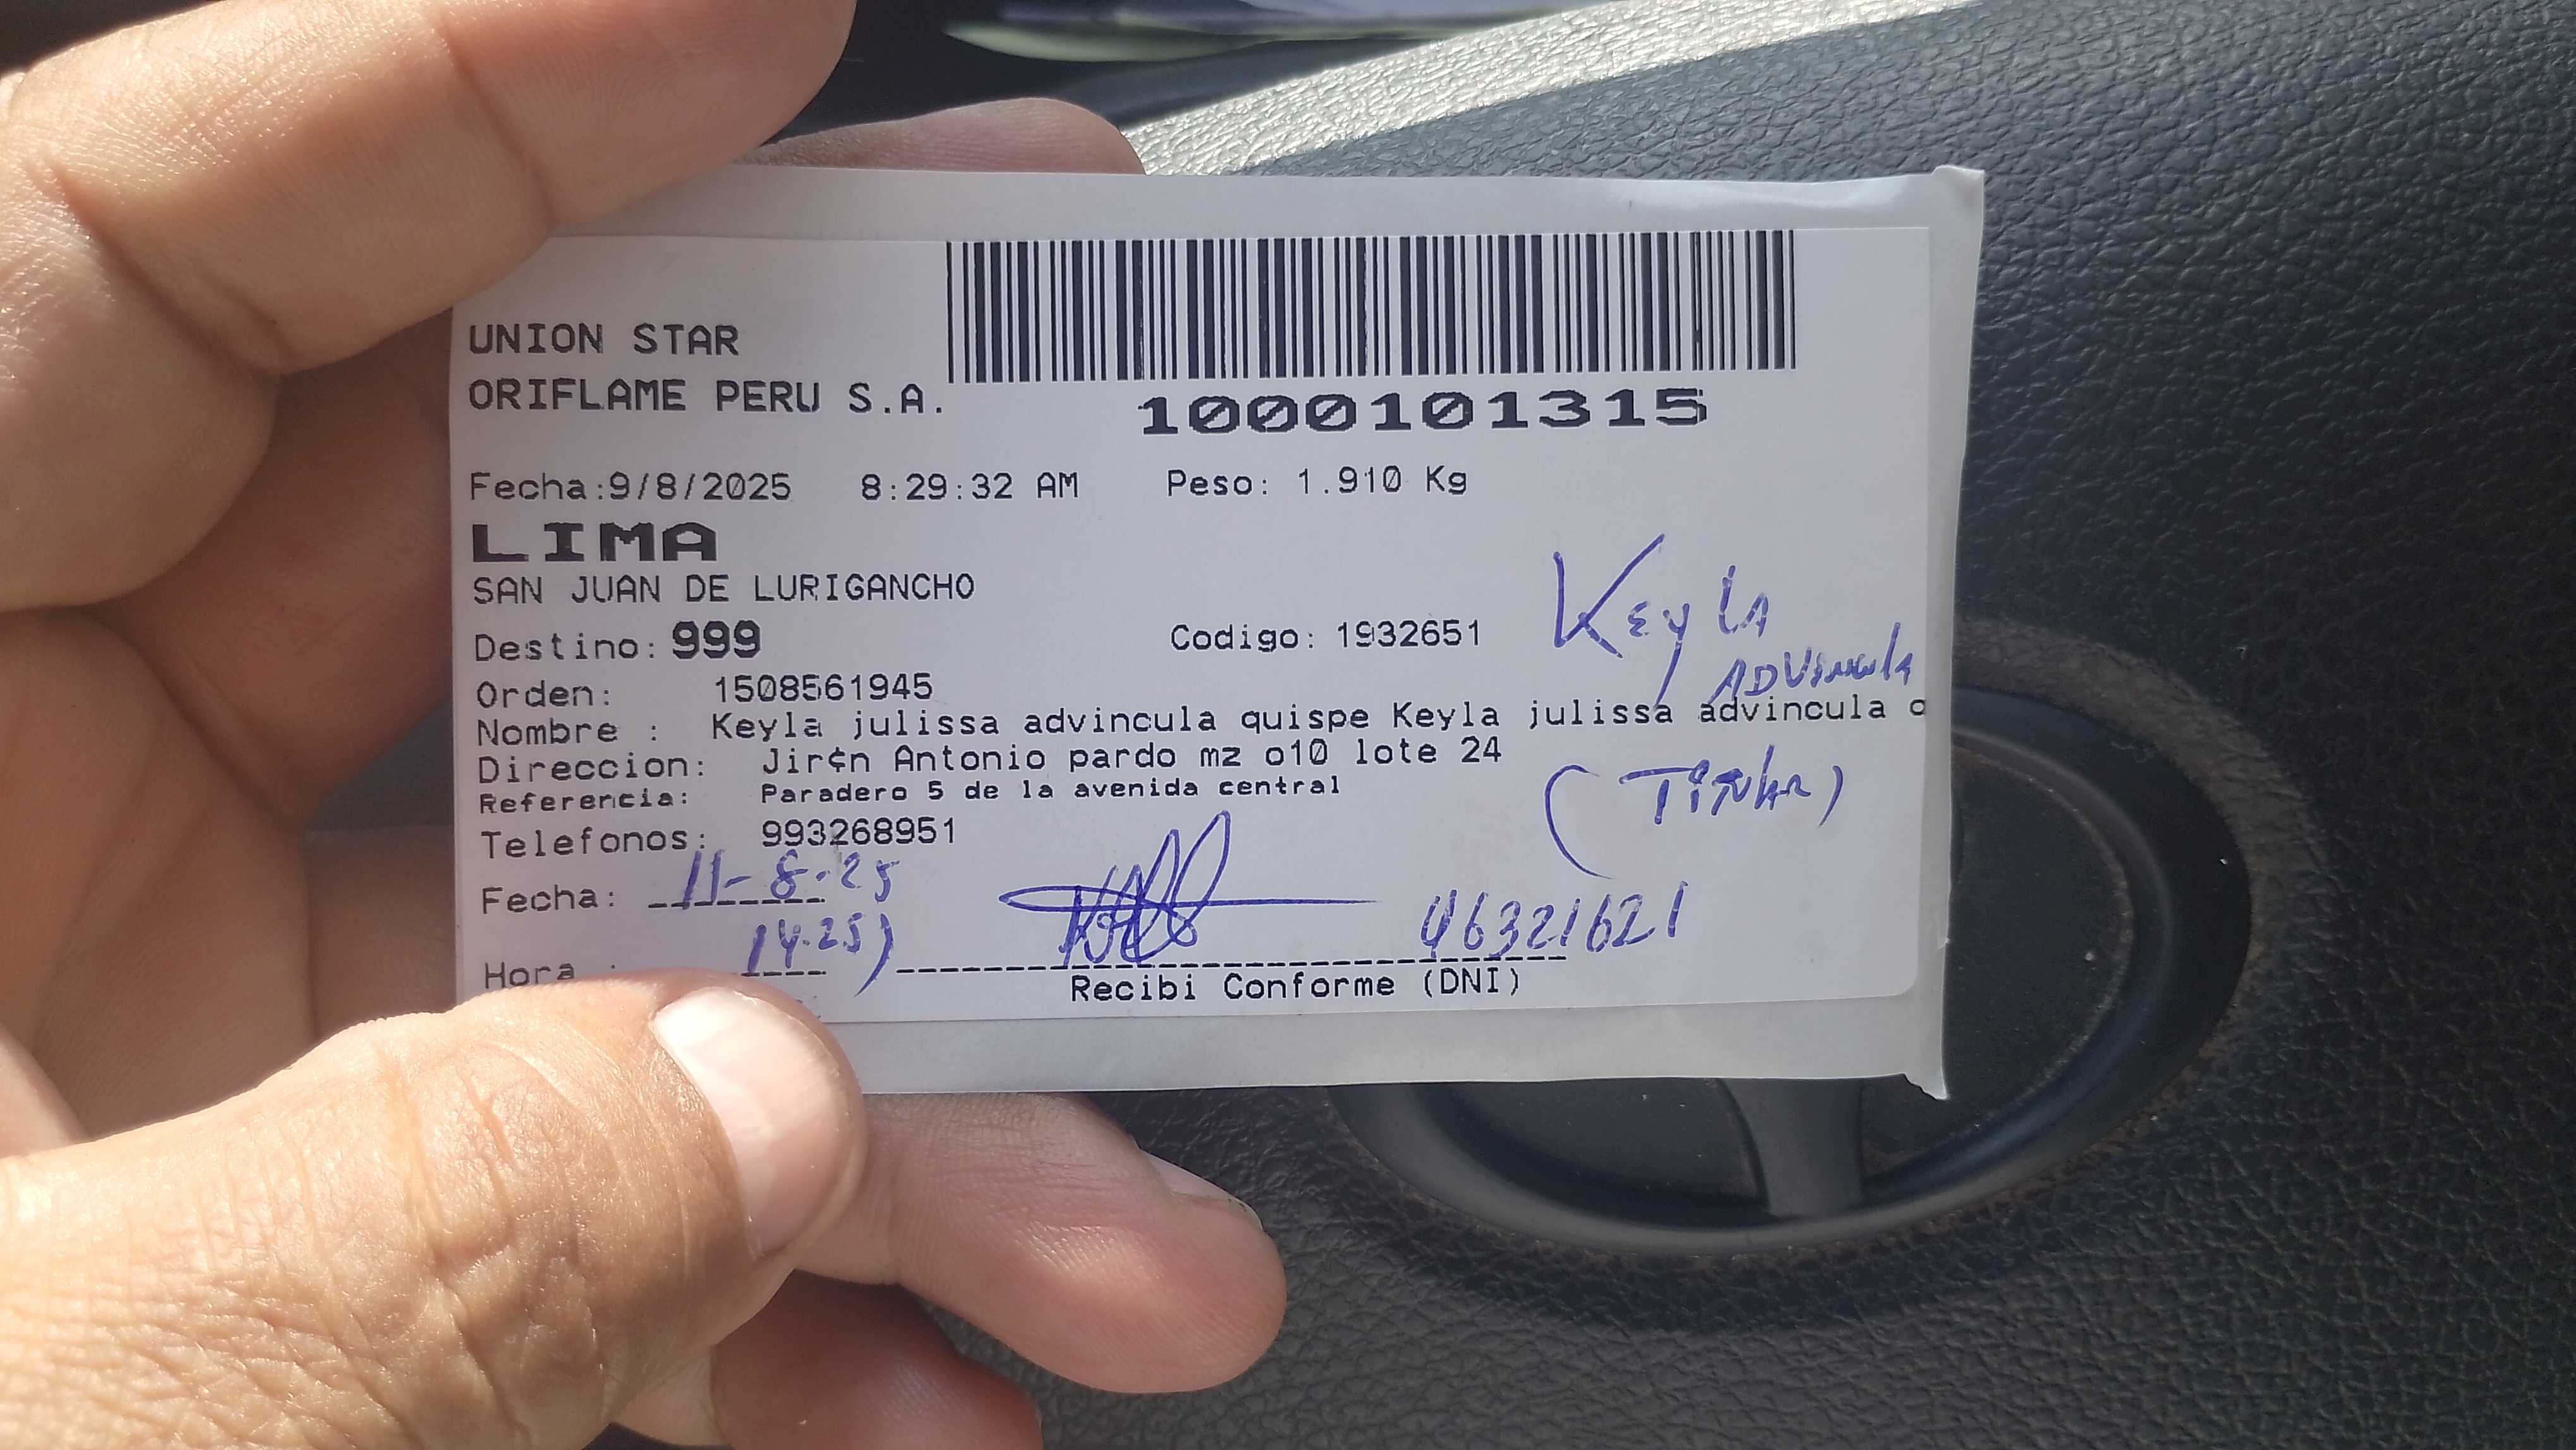 UNION STAR
ORIFLAME PERU S.A.
1000101315
Fecha:9/8/2025 8:29:32 AM Peso: 1.910 Kg
LIMA
SAN JUAN DE LURIGANCHO
Keyla
Destino: 999 Codigo: 1932651
ADVincula
Orden: 1508561945
Nombre : Keyla julissa advincula quispe Keyla julissa advincula
Direccion: Jir¢n Antonio pardo mz o10 lote 24
Referencia: Paradero 5 de la avenida central
(Titular)
Telefonos: 993268951
Fecha: 11-8-25
46321621
Hora : 14.25)
Recibi Conforme (DNI)